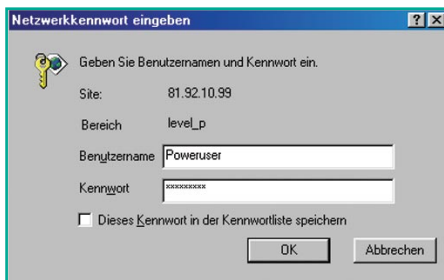 Netzwerkkennwort eingeben
Geben Sie Benutzernamen und Kennwort ein.
Site: 81.92.10.99
Bereich level_p
Benutzername Poweruser
Kennwort xxxxxxxxx
Dieses Kennwort in der Kennwortliste speichern
OK Abbrechen